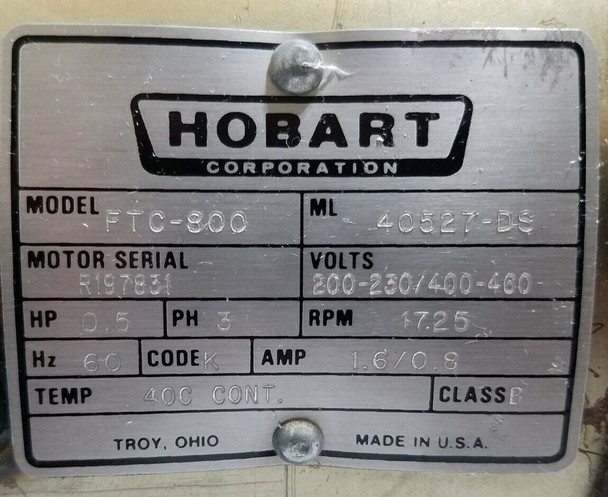 HOBART
CORPORATION
MODEL FTC-800 ML 40527-DS
MOTOR SERIAL R197831 VOLTS 200-230/400-460-
HP 0.5 PH 3 RPM 1725
Hz 60 CODE K AMP 1.6/0.8
TEMP 40C CONT. CLASS B
TROY, OHIO MADE IN U.S.A.